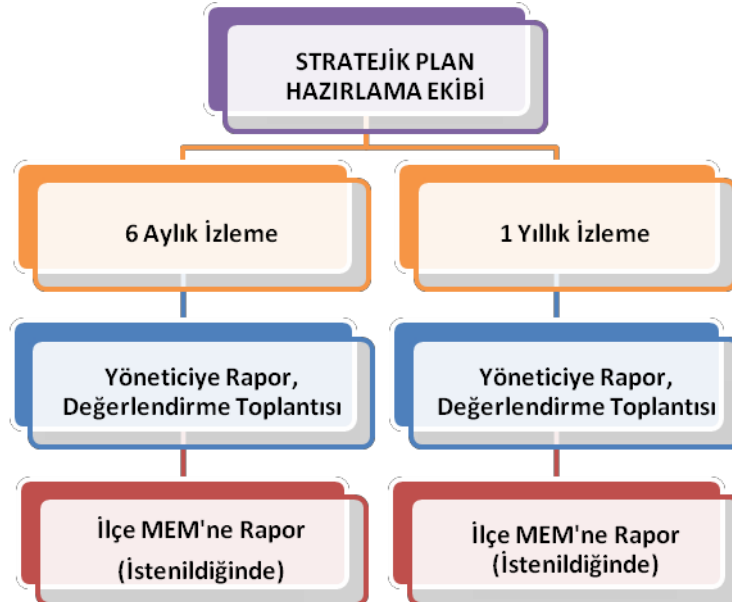 STRATEJİK PLAN
HAZIRLAMA EKİBİ
6 Aylık İzleme
1 Yıllık İzleme
Yöneticiye Rapor,
Değerlendirme Toplantısı
Yöneticiye Rapor,
Değerlendirme Toplantısı
İlçe MEM'ne Rapor
(İstenildiğinde)
İlçe MEM'ne Rapor
(İstenildiğinde)